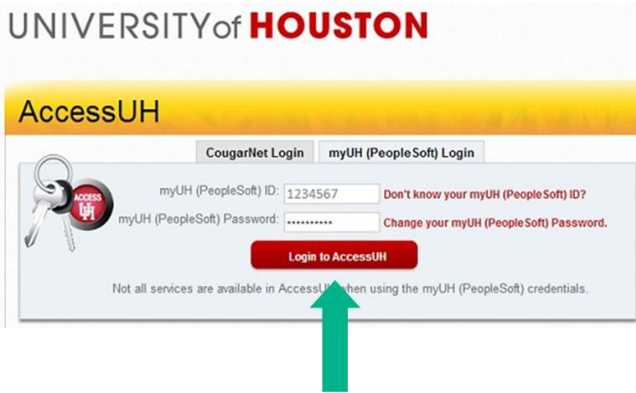 UNIVERSITY of HOUSTON
AccessUH
CougarNet Login myUH (PeopleSoft) Login
ACCESS
UH
myUH (PeopleSoft) ID: 1234567 Don't know your myUH (PeopleSoft) ID?
myUH (PeopleSoft) Password: •••••••••• Change your myUH (PeopleSoft) Password.
Login to AccessUH
Not all services are available in AccessUH when using the myUH (PeopleSoft) credentials.